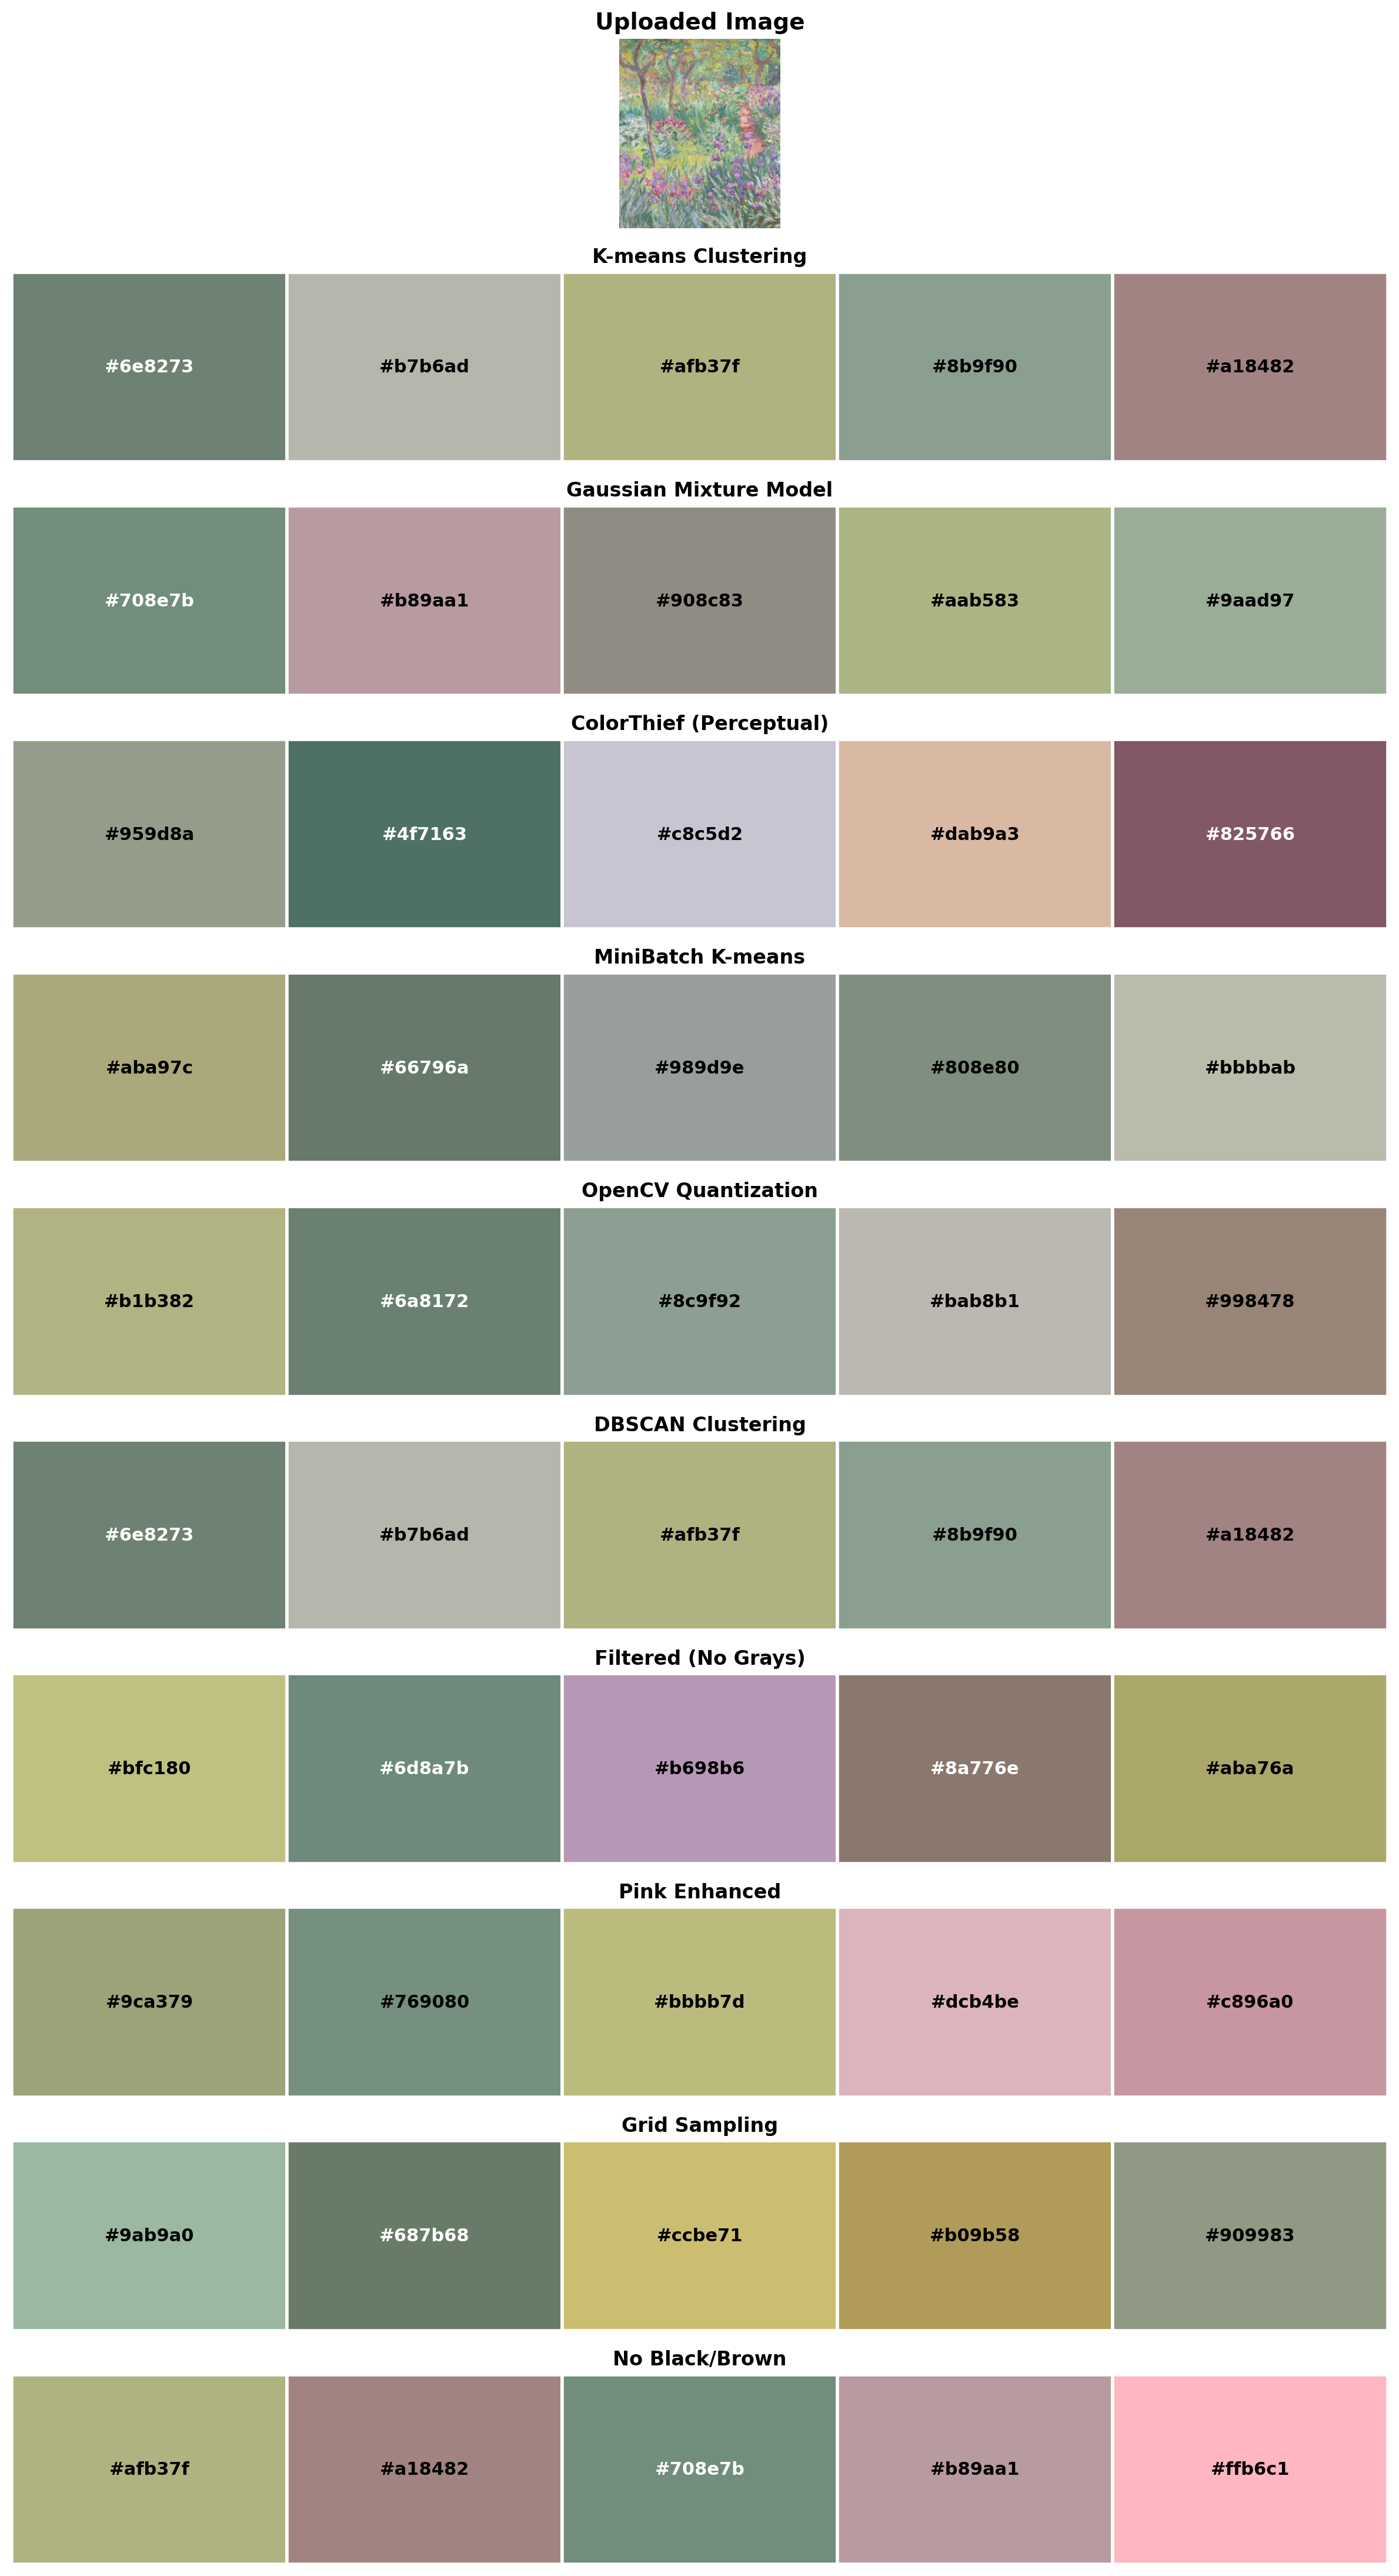 Uploaded Image
K-means Clustering
#6e8273 #b7b6ad #afb37f #8b9f90 #a18482
Gaussian Mixture Model
#708e7b #b89aa1 #908c83 #aab583 #9aad97
ColorThief (Perceptual)
#959d8a #4f7163 #c8c5d2 #dab9a3 #825766
MiniBatch K-means
#aba97c #66796a #989d9e #808e80 #bbbbab
OpenCV Quantization
#b1b382 #6a8172 #8c9f92 #bab8b1 #998478
DBSCAN Clustering
#6e8273 #b7b6ad #afb37f #8b9f90 #a18482
Filtered (No Grays)
#bfc180 #6d8a7b #b698b6 #8a776e #aba76a
Pink Enhanced
#9ca379 #769080 #bbbb7d #dcb4be #c896a0
Grid Sampling
#9ab9a0 #687b68 #ccbe71 #b09b58 #909983
No Black/Brown
#afb37f #a18482 #708e7b #b89aa1 #ffb6c1